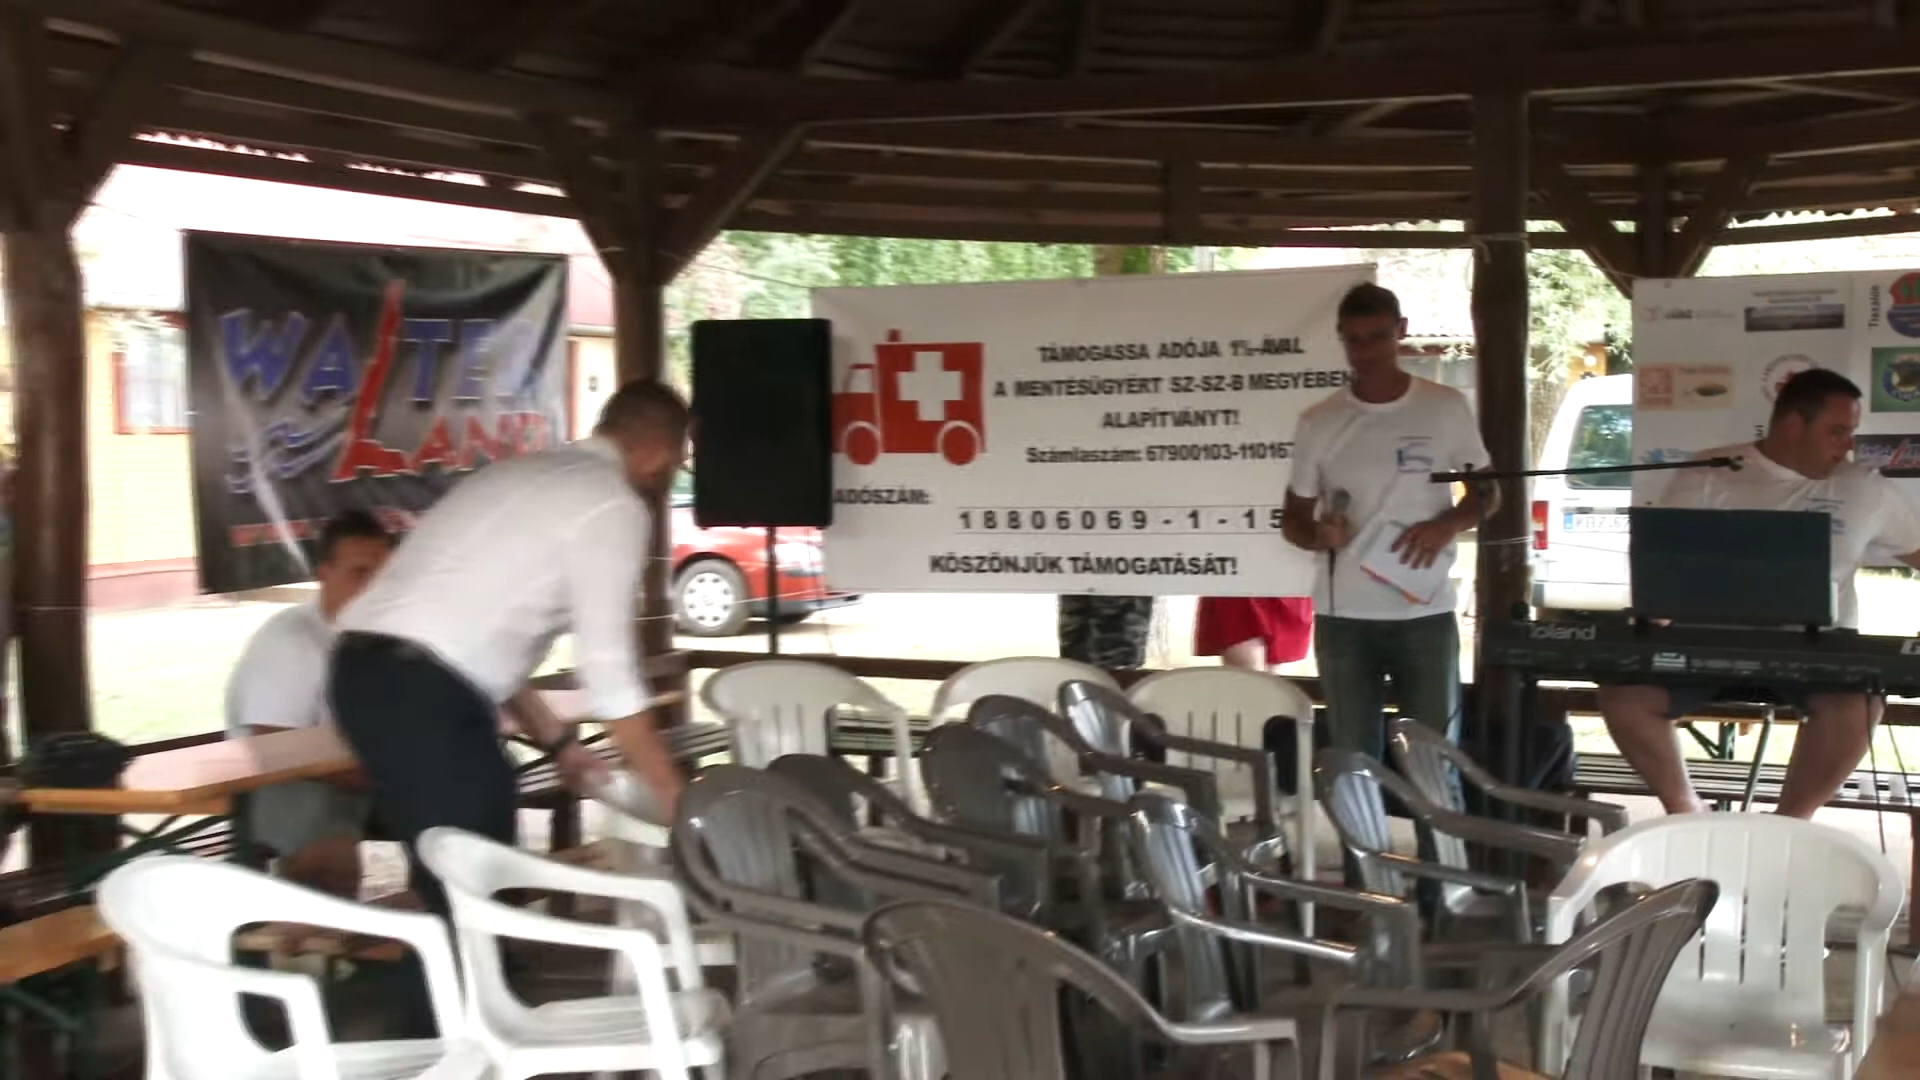 WALTER
LAND
TÁMOGASSA ADÓJA 1%-ÁVAL
A MENTÉSÜGYÉRT SZ-SZ-B MEGYÉBEN
ALAPÍTVÁNYT!
Számlaszám: 67900103-110167
ADÓSZÁM:
18806069-1-15
KÖSZÖNJÜK TÁMOGATÁSÁT!
Roland